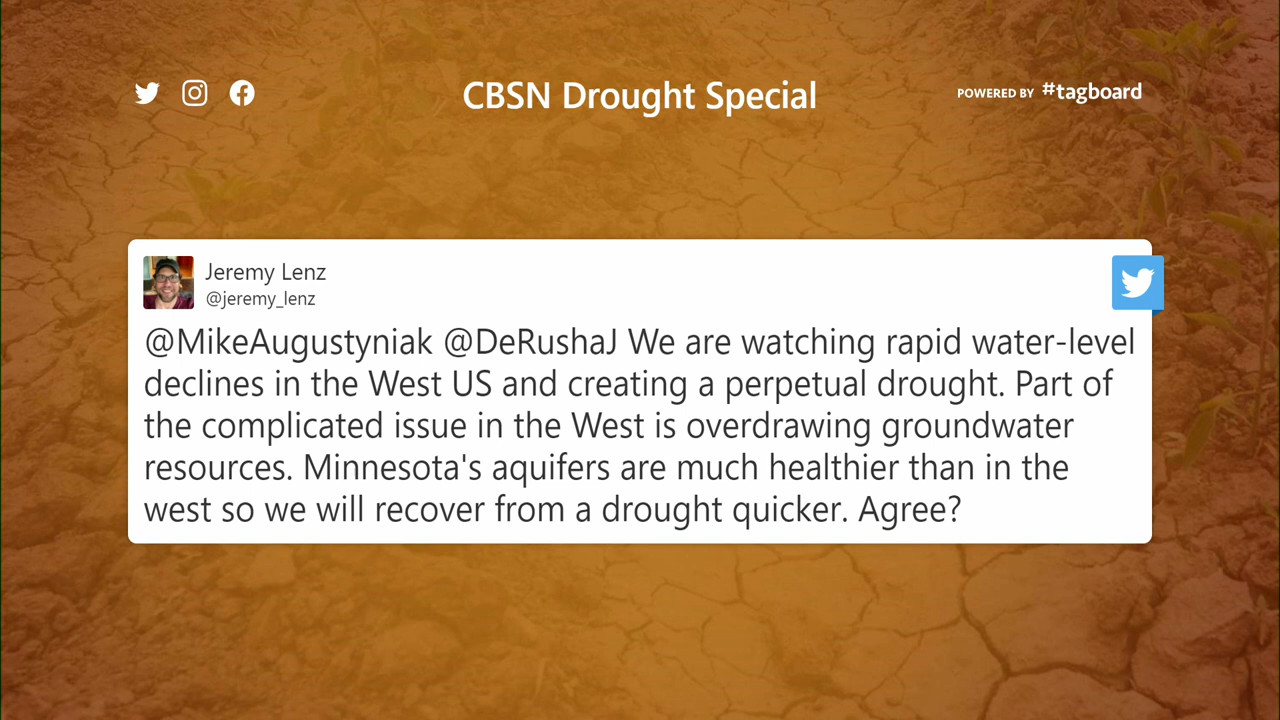 CBSN Drought Special
POWERED BY #tagboard
Jeremy Lenz
@jeremy_lenz
@MikeAugustyniak @DeRushaJ We are watching rapid water-level
declines in the West US and creating a perpetual drought. Part of
the complicated issue in the West is overdrawing groundwater
resources. Minnesota's aquifers are much healthier than in the
west so we will recover from a drought quicker. Agree?